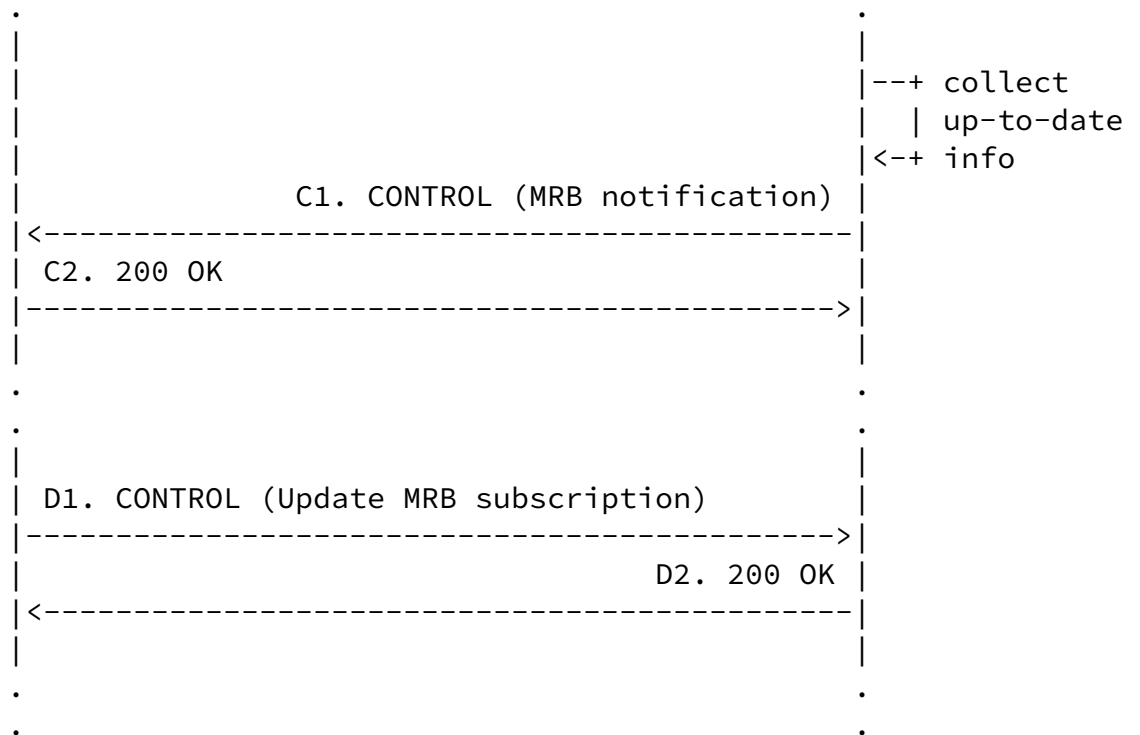 .                                              .
|                                              |
|                                              |--+ collect
|                                              |  | up-to-date
|                                              |<-+ info
|               C1. CONTROL (MRB notification) |
|<---------------------------------------------|
| C2. 200 OK                                   |
|--------------------------------------------->|
|                                              |
.                                              .
.                                              .
|                                              |
| D1. CONTROL (Update MRB subscription)        |
|--------------------------------------------->|
|                                   D2. 200 OK |
|<---------------------------------------------|
|                                              |
.                                              .
.                                              .